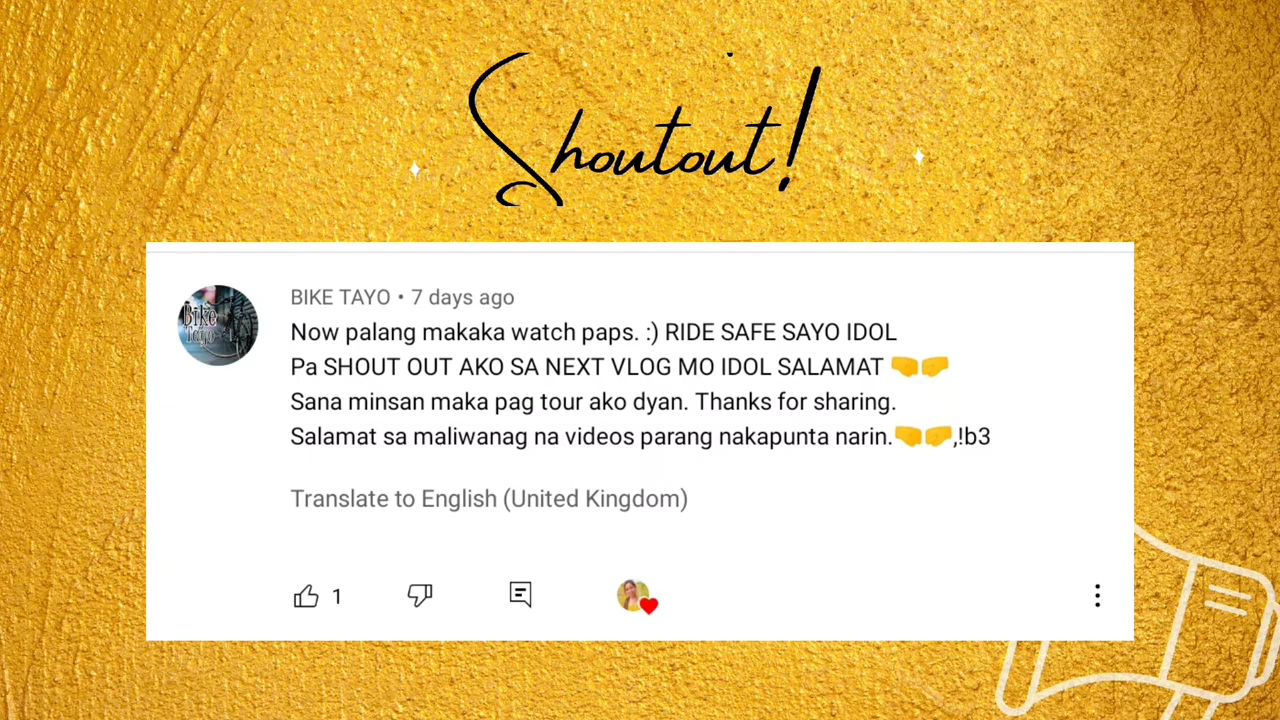 Shoutout!
Bike
Tayo
BIKE TAYO • 7 days ago
Now palang makaka watch paps. :) RIDE SAFE SAYO IDOL
Pa SHOUT OUT AKO SA NEXT VLOG MO IDOL SALAMAT 🤜🤛
Sana minsan maka pag tour ako dyan. Thanks for sharing.
Salamat sa maliwanag na videos parang nakapunta narin.🤜🤛,!b3
Translate to English (United Kingdom)
1